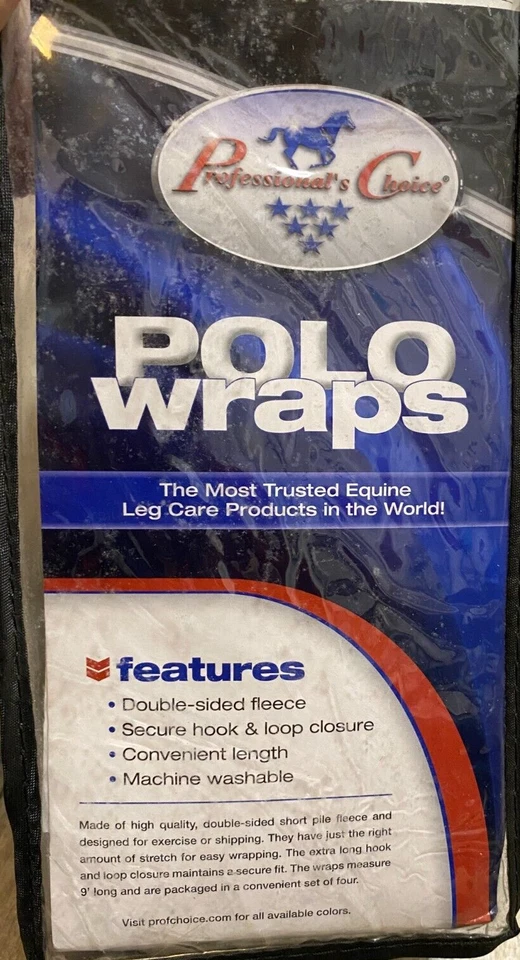 Professional's Choice®
POLO
wraps
The Most Trusted Equine
Leg Care Products in the World!
features
• Double-sided fleece
• Secure hook & loop closure
• Convenient length
• Machine washable
Made of high quality, double-sided short pile fleece and
designed for exercise or shipping. They have just the right
amount of stretch for easy wrapping. The extra long hook
and loop closure maintains a secure fit. The wraps measure
9' long and are packaged in a convenient set of four.
Visit profchoice.com for all available colors.